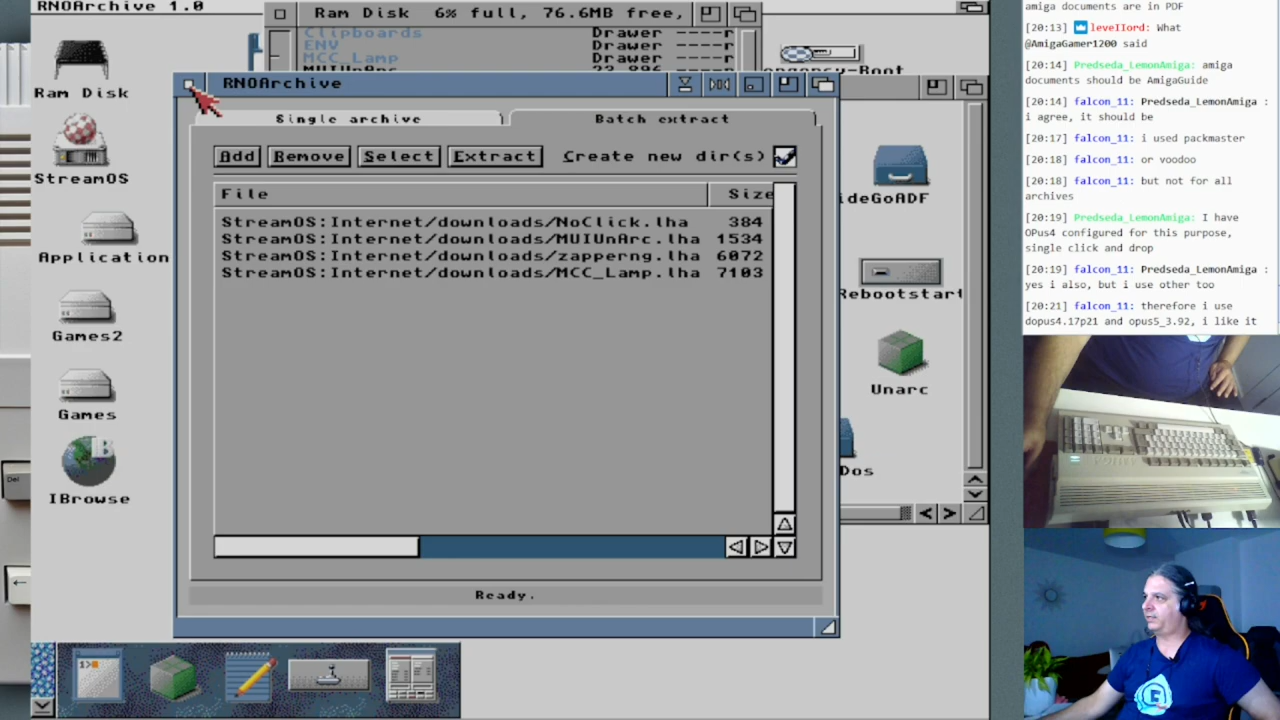 RNOArchive 1.0
Ram Disk 6% full, 76.6MB free,
Clipboards Drawer ----r
ENV Drawer ----r
MCC_Lamp Drawer ----r
Ram Disk
StreamOS
Application
Games2
Games
IBrowse
RNOArchive
Single archive
Batch extract
Add
Remove
Select
Extract
Create new dir(s)
File
Size
StreamOS:Internet/downloads/NoClick.lha 384
StreamOS:Internet/downloads/MUIUnArc.lha 1534
StreamOS:Internet/downloads/zapperng.lha 6072
StreamOS:Internet/downloads/MCC_Lamp.lha 7103
Ready.
ideGoADF
Rebootstart
Unarc
Dos
1>
Del
amiga documents are in PDF
[20:13] leveIIord: What
@AmigaGamer1200 said
[20:14] Predseda_LemonAmiga: amiga
documents should be AmigaGuide
[20:14] falcon_11: Predseda_LemonAmiga :
i agree, it should be
[20:17] falcon_11: i used packmaster
[20:18] falcon_11: or voodoo
[20:18] falcon_11: but not for all
archives
[20:19] Predseda_LemonAmiga: I have
OPus4 configured for this purpose,
single click and drop
[20:19] falcon_11: Predseda_LemonAmiga :
yes i also, but i use other too
[20:21] falcon_11: therefore i use
dopus4.17p21 and opus5_3.92, i like it